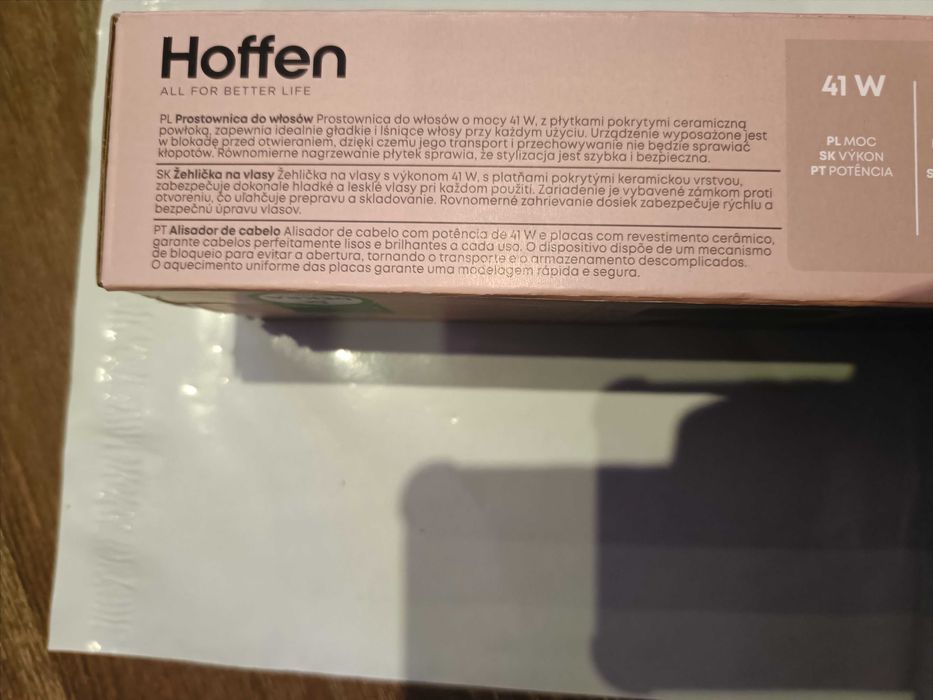 Hoffen
ALL FOR BETTER LIFE
PL Prostownica do włosów Prostownica do włosów o mocy 41 W, z płytkami pokrytymi ceramiczną
powłoką, zapewnia idealnie gładkie i lśniące włosy przy każdym użyciu. Urządzenie wyposażone jest
w blokadę przed otwieraniem, dzięki czemu jego transport i przechowywanie nie będzie sprawiać
kłopotów. Równomierne nagrzewanie płytek sprawia, że stylizacja jest szybka i bezpieczna.
SK Žehlička na vlasy Žehlička na vlasy s výkonom 41 W, s platňami pokrytými keramickou vrstvou,
zabezpečuje dokonale hladké a lesklé vlasy pri každom použití. Zariadenie je vybavené zámkom proti
otvoreniu, čo uľahčuje prepravu a skladovanie. Rovnomerné zahrievanie dosiek zabezpečuje rýchlu a
bezpečnú úpravu vlasov.
PT Alisador de cabelo Alisador de cabelo com potência de 41 W e placas com revestimento cerâmico,
garante cabelos perfeitamente lisos e brilhantes a cada uso. O dispositivo dispõe de um mecanismo
de bloqueio para evitar a abertura, tornando o transporte e o armazenamento descomplicados.
O aquecimento uniforme das placas garante uma modelagem rápida e segura.
41 W
PL MOC
SK VÝKON
PT POTÊNCIA